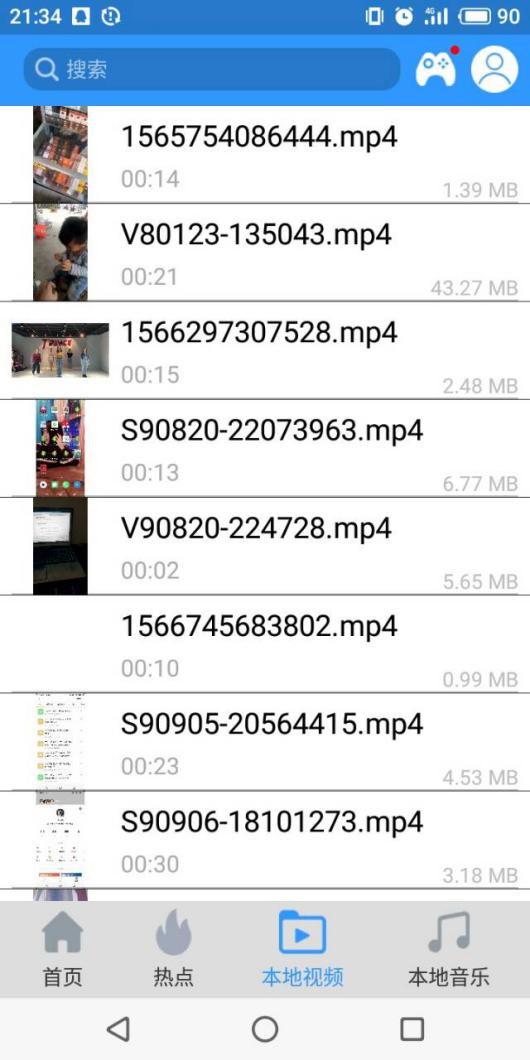 21:34
4G
90
搜索
1565754086444.mp4
00:14
1.39 MB
V80123-135043.mp4
00:21
43.27 MB
1566297307528.mp4
00:15
2.48 MB
S90820-22073963.mp4
00:13
6.77 MB
V90820-224728.mp4
00:02
5.65 MB
1566745683802.mp4
00:10
0.99 MB
S90905-20564415.mp4
00:23
4.53 MB
S90906-18101273.mp4
00:30
3.18 MB
首页
热点
本地视频
本地音乐